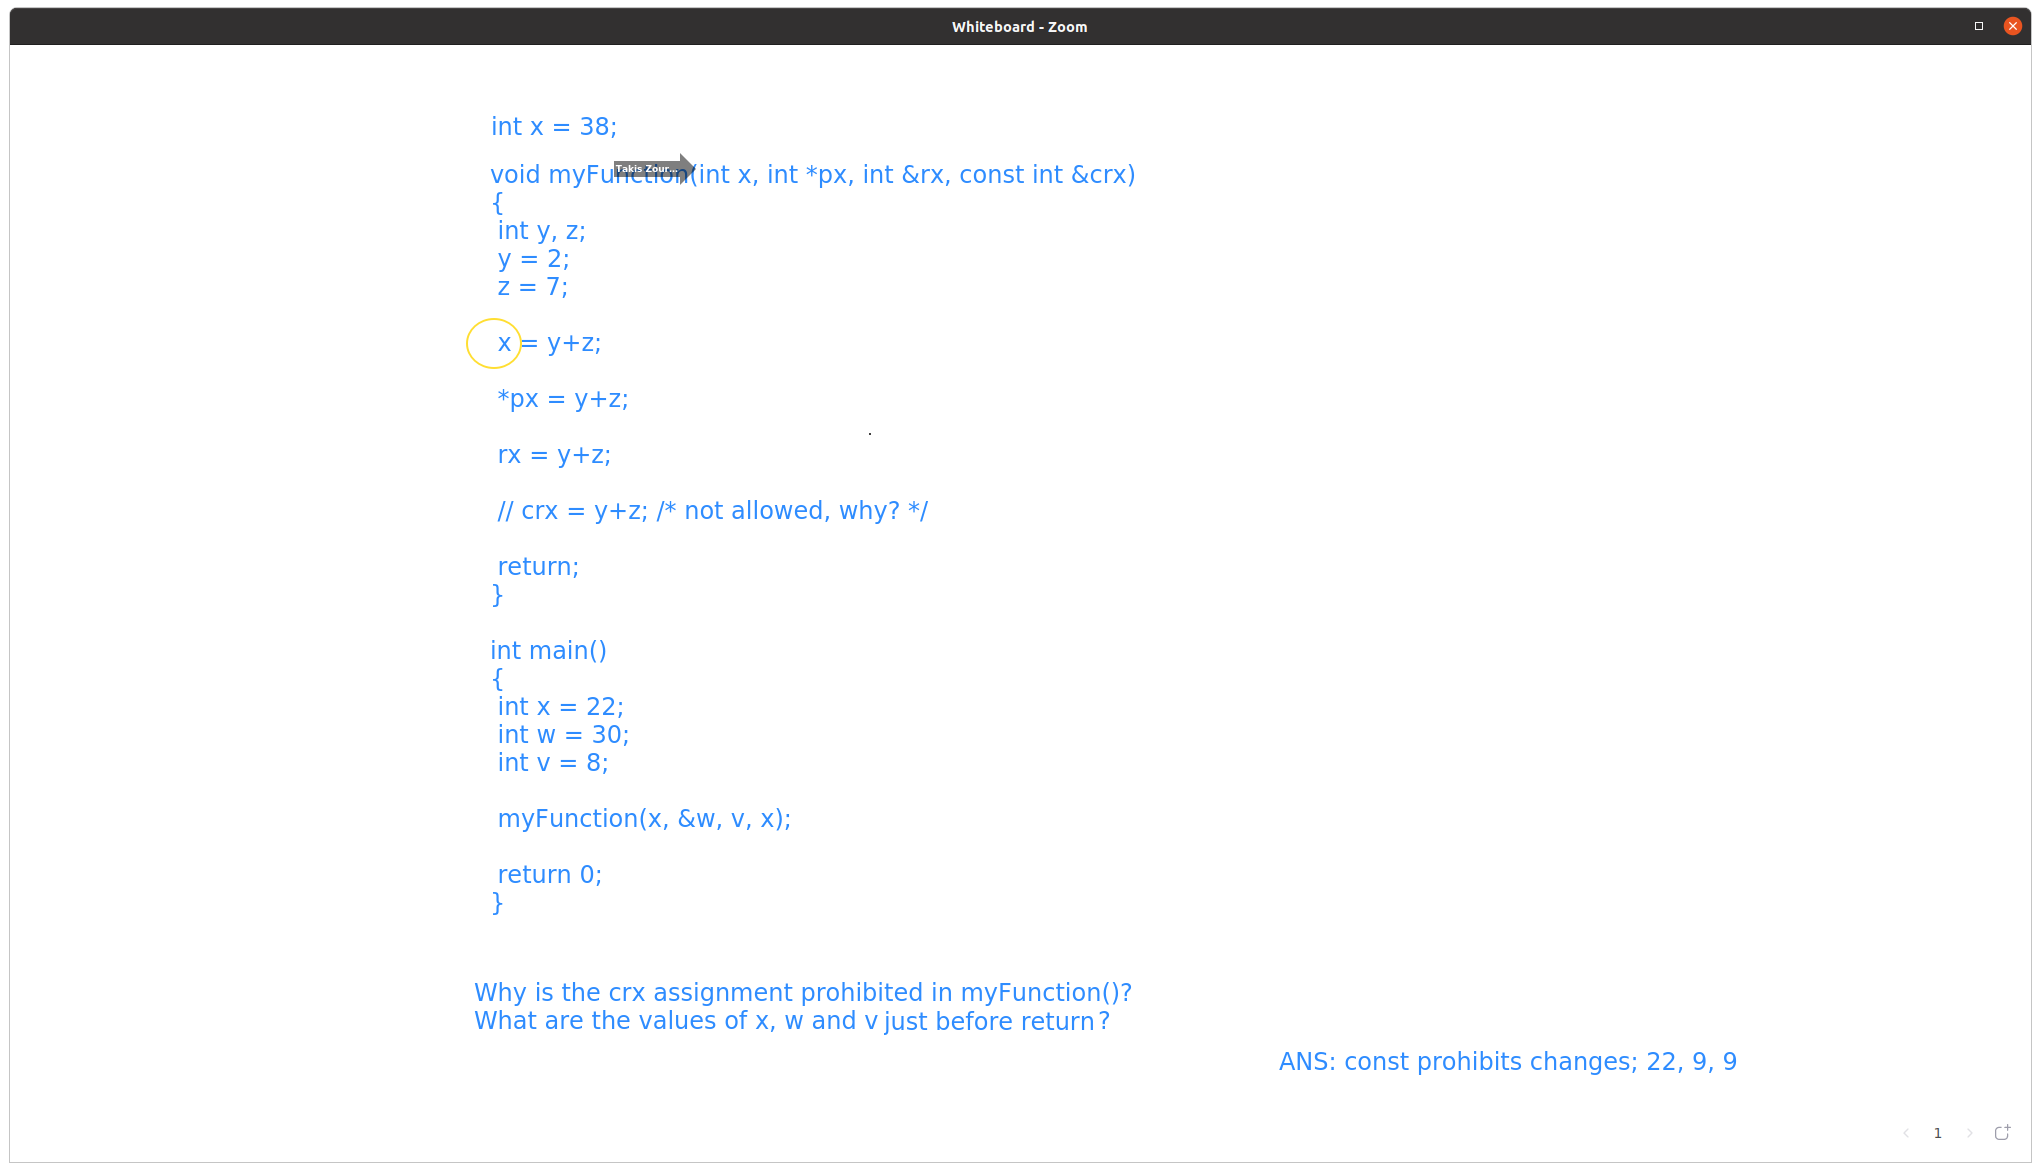 Whiteboard - Zoom
int x = 38;
void myFunction(int x, int *px, int &rx, const int &crx)
Takis Zour...
{
int y, z;
y = 2;
z = 7;
x = y+z;
*px = y+z;
rx = y+z;
// crx = y+z; /* not allowed, why? */
return;
}
int main()
{
int x = 22;
int w = 30;
int v = 8;
myFunction(x, &w, v, x);
return 0;
}
Why is the crx assignment prohibited in myFunction()?
What are the values of x, w and v just before return?
ANS: const prohibits changes; 22, 9, 9
1